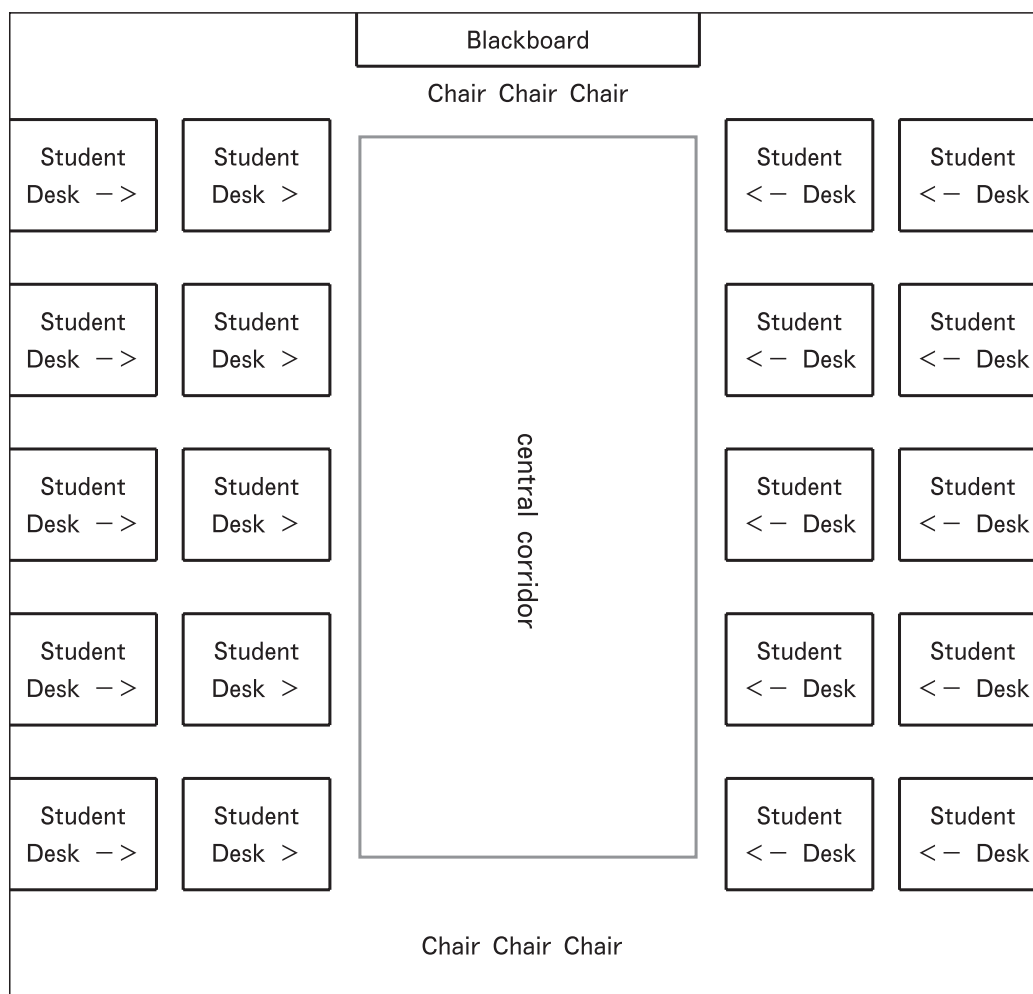 Blackboard
Chair Chair Chair
Student
Desk －>
Student
Desk >
Student
<－ Desk
Student
<－ Desk
Student
Desk －>
Student
Desk >
Student
<－ Desk
Student
<－ Desk
Student
Desk －>
Student
Desk >
central corridor
Student
<－ Desk
Student
<－ Desk
Student
Desk －>
Student
Desk >
Student
<－ Desk
Student
<－ Desk
Student
Desk －>
Student
Desk >
Student
<－ Desk
Student
<－ Desk
Chair Chair Chair